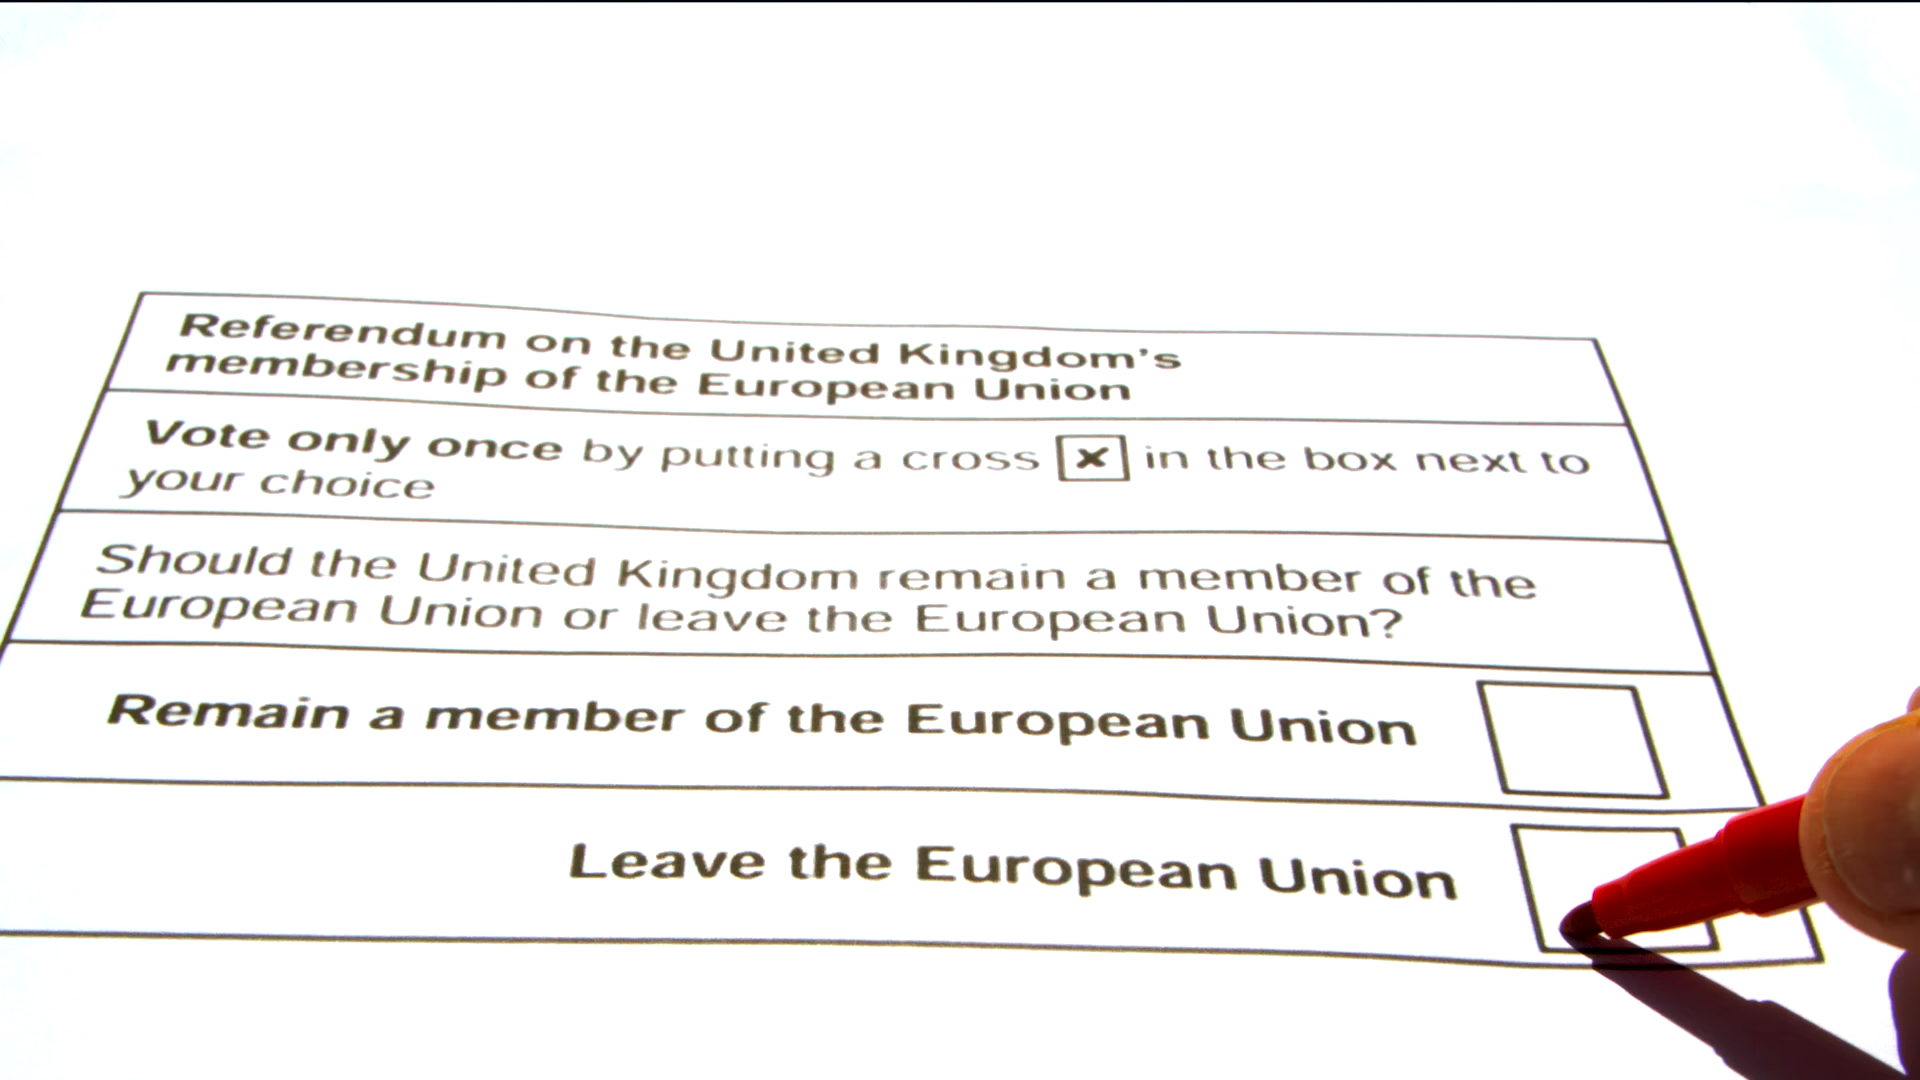 Referendum on the United Kingdom's
membership of the European Union
Vote only once by putting a cross x in the box next to
your choice
Should the United Kingdom remain a member of the
European Union or leave the European Union?
Remain a member of the European Union
Leave the European Union